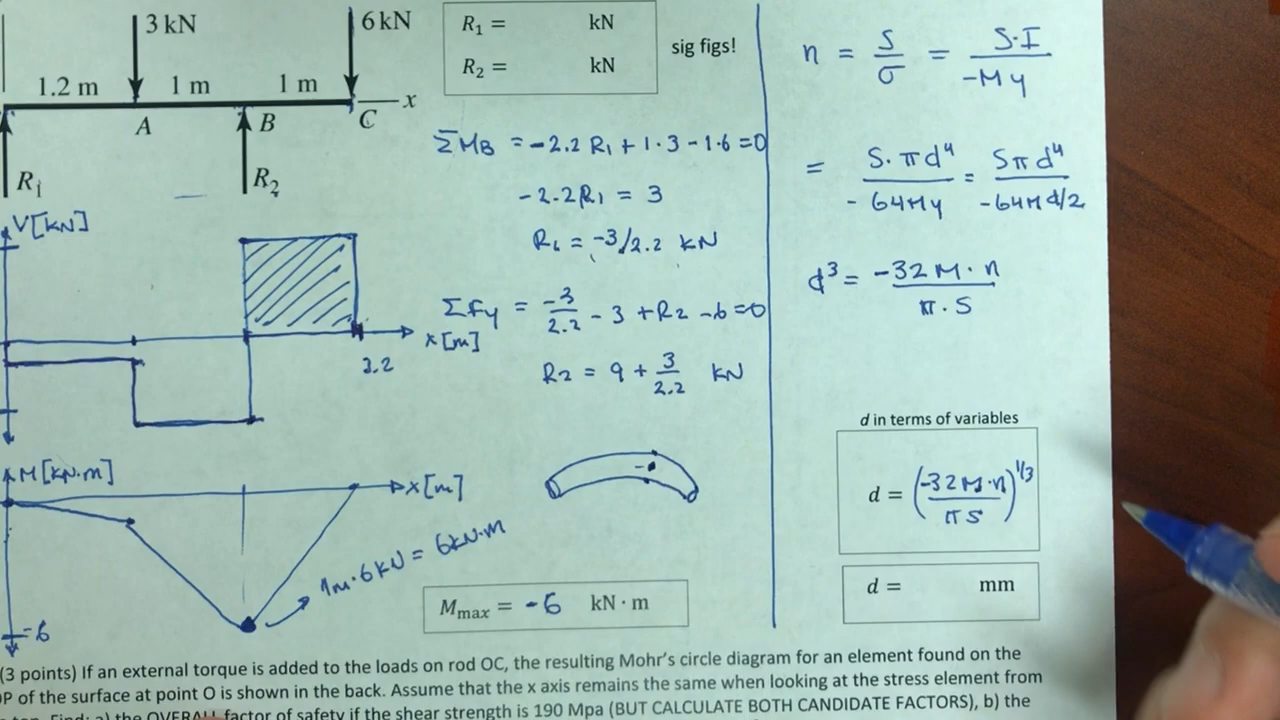 3 kN
6 kN
1.2 m
1 m
1 m
x
A
B
C
R₁
R₂
R₁ = kN
R₂ = kN
sig figs!
ΣMB = -2.2 R₁ + 1·3 - 1·6 = 0
-2.2R₁ = 3
R₁ = -3/2.2 kN
ΣFy = -3/2.2 - 3 + R2 - 6 = 0
R2 = 9 + 3/2.2 kN
V[kN]
x[m]
3.2
M[kN·m]
x[m]
1m·6kN = 6kN·m
-6
Mmax = -6 kN · m
n = S/σ = S·I/-My
= S·πd⁴/-64My = Sπd⁴/-64Md/2
d³ = -32M·n/π·S
d in terms of variables
d = (-32M·n/πS)^1/3
d = mm
(3 points) If an external torque is added to the loads on rod OC, the resulting Mohr's circle diagram for an element found on the
of the surface at point O is shown in the back. Assume that the x axis remains the same when looking at the stress element from
the OVERALL factor of safety if the shear strength is 190 Mpa (BUT CALCULATE BOTH CANDIDATE FACTORS), b) the